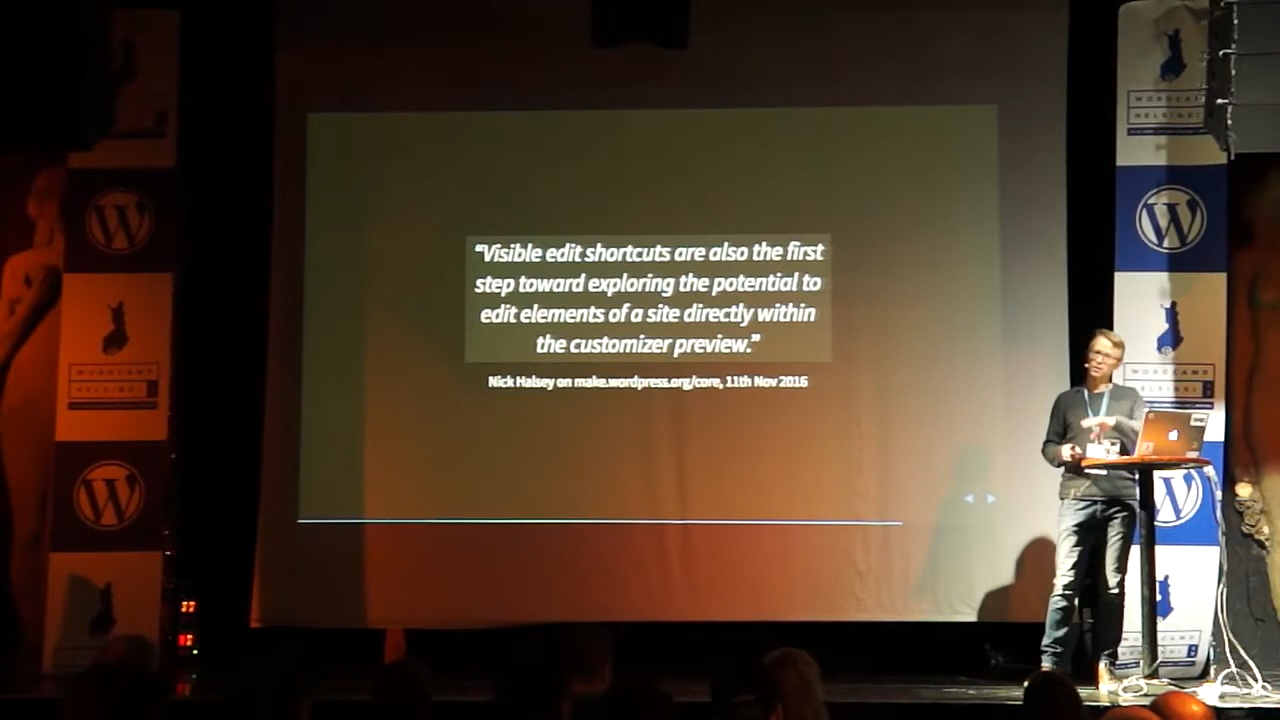 “Visible edit shortcuts are also the first
step toward exploring the potential to
edit elements of a site directly within
the customizer preview.”
Nick Halsey on make.wordpress.org/core, 11th Nov 2016
WORDCAMP
HELSINKI
W
WORDCAMP
HELSINKI
W
WORDCAMP
HELSINKI
W
WORDCAMP
HELSINKI
W